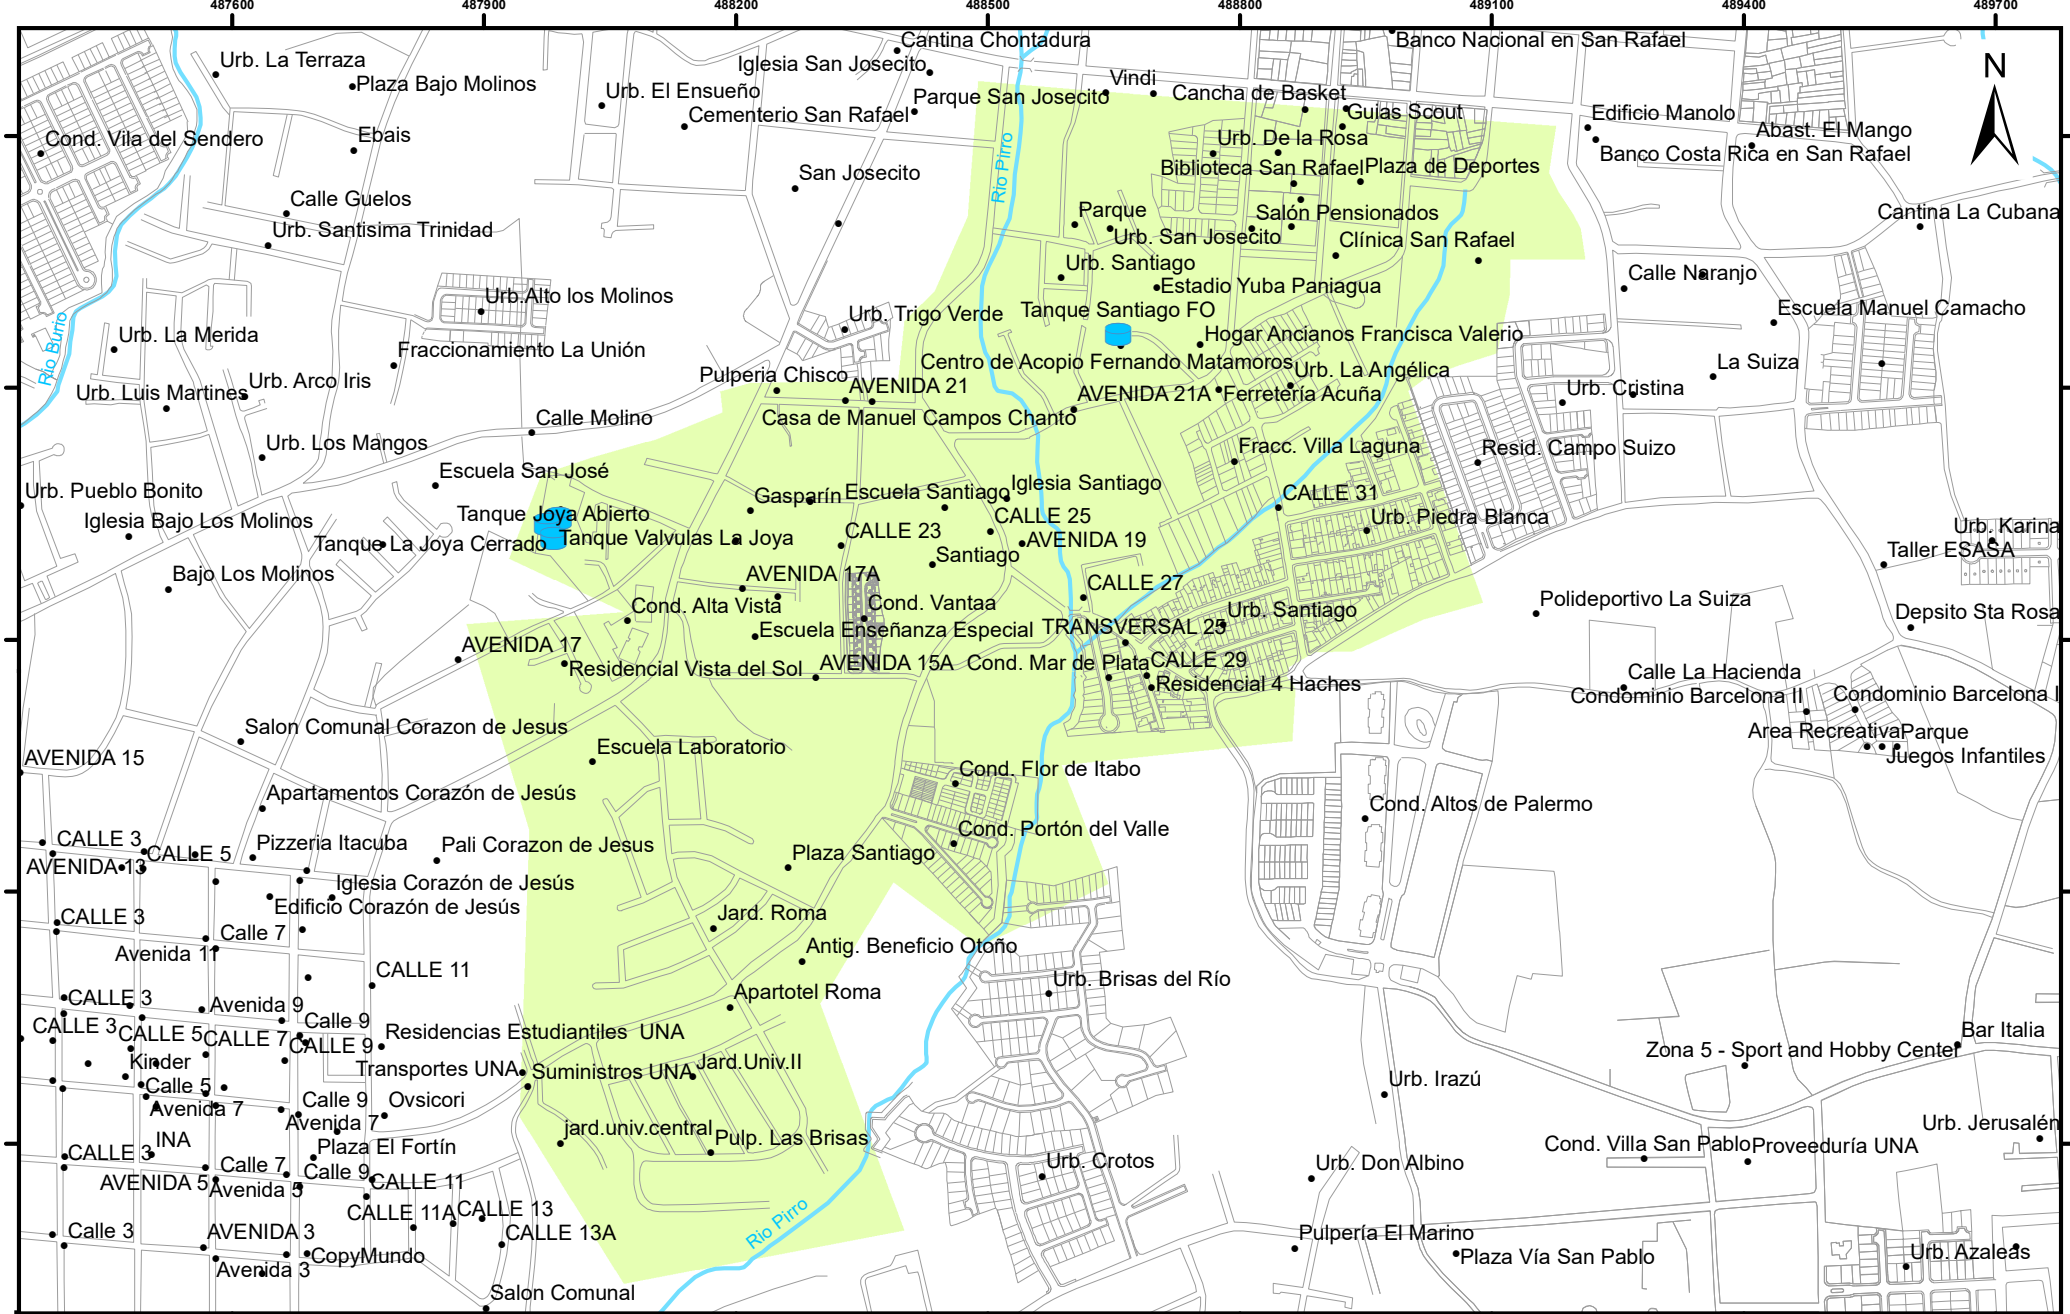 487600 487900 488200 488500 488800 489100 489400 489700
Cantina Chontadura
Banco Nacional en San Rafael
Urb. La Terraza
Iglesia San Josecito
N
Plaza Bajo Molinos
Vindi
Urb. El Ensueño
Parque San Josecito
Cancha de Basket
Cementerio San Rafael
Guias Scout
Edificio Manolo
Abast. El Mango
Cond. Vila del Sendero
Ebais
Urb. De la Rosa
Banco Costa Rica en San Rafael
Rio Pirro
San Josecito
Biblioteca San Rafael
Plaza de Deportes
Calle Guelos
Parque
Salón Pensionados
Cantina La Cubana
Urb. Santisima Trinidad
Urb. San Josecito
Clínica San Rafael
Urb. Santiago
Calle Naranjo
Estadio Yuba Paniagua
Urb.Alto los Molinos
Tanque Santiago FO
Escuela Manuel Camacho
Urb. Trigo Verde
Urb. La Merida
Hogar Ancianos Francisca Valerio
Rio Burio
Fraccionamiento La Unión
Centro de Acopio Fernando Matamoros
La Suiza
Urb. Arco Iris
Pulperia Chisco
Urb. La Angélica
Urb. Luis Martines
AVENIDA 21
AVENIDA 21A
Ferretería Acuña
Urb. Cristina
Calle Molino
Casa de Manuel Campos Chanto
Urb. Los Mangos
Fracc. Villa Laguna
Resid. Campo Suizo
Escuela San José
Urb. Pueblo Bonito
Gasparín
Escuela Santiago
Iglesia Santiago
CALLE 31
Iglesia Bajo Los Molinos
Tanque Joya Abierto
CALLE 25
Urb. Piedra Blanca
Urb. Karina
Tanque La Joya Cerrado
Tanque Valvulas La Joya
CALLE 23
AVENIDA 19
Taller ESASA
Santiago
Bajo Los Molinos
AVENIDA 17A
CALLE 27
Cond. Alta Vista
Cond. Vantaa
Urb. Santiago
Polideportivo La Suiza
Depsito Sta Rosa
Escuela Enseñanza Especial
TRANSVERSAL 25
AVENIDA 17
Residencial Vista del Sol
AVENIDA 15A
Cond. Mar de Plata
CALLE 29
Calle La Hacienda
Residencial 4 Haches
Condominio Barcelona II
Condominio Barcelona I
Salon Comunal Corazon de Jesus
Area Recreativa
Parque
Escuela Laboratorio
Juegos Infantiles
AVENIDA 15
Cond. Flor de Itabo
Apartamentos Corazón de Jesús
Cond. Altos de Palermo
CALLE 3
Pizzeria Itacuba
Pali Corazon de Jesus
Cond. Portón del Valle
CALLE 5
Plaza Santiago
AVENIDA 13
Iglesia Corazón de Jesús
Edificio Corazón de Jesús
CALLE 3
Jard. Roma
Calle 7
Avenida 11
Antig. Beneficio Otoño
CALLE 11
Urb. Brisas del Río
CALLE 3
Avenida 9
Apartotel Roma
CALLE 3
Calle 9
CALLE 5
CALLE 7
Residencias Estudiantiles UNA
Bar Italia
CALLE 9
Zona 5 - Sport and Hobby Center
Kinder
Transportes UNA
Suministros UNA
Jard.Univ.II
Calle 5
Urb. Irazú
Avenida 7
Calle 9
Ovsicori
Avenida 7
Urb. Jerusalén
INA
jard.univ.central
Pulp. Las Brisas
CALLE 3
Plaza El Fortín
Cond. Villa San Pablo
Proveeduría UNA
Calle 7
Calle 9
Urb. Crotos
Urb. Don Albino
AVENIDA 5
Avenida 5
CALLE 11
CALLE 11A
CALLE 13
Rio Pirro
Calle 3
AVENIDA 3
CALLE 13A
Pulpería El Marino
CopyMundo
Plaza Vía San Pablo
Urb. Azaleas
Avenida 3
Salon Comunal